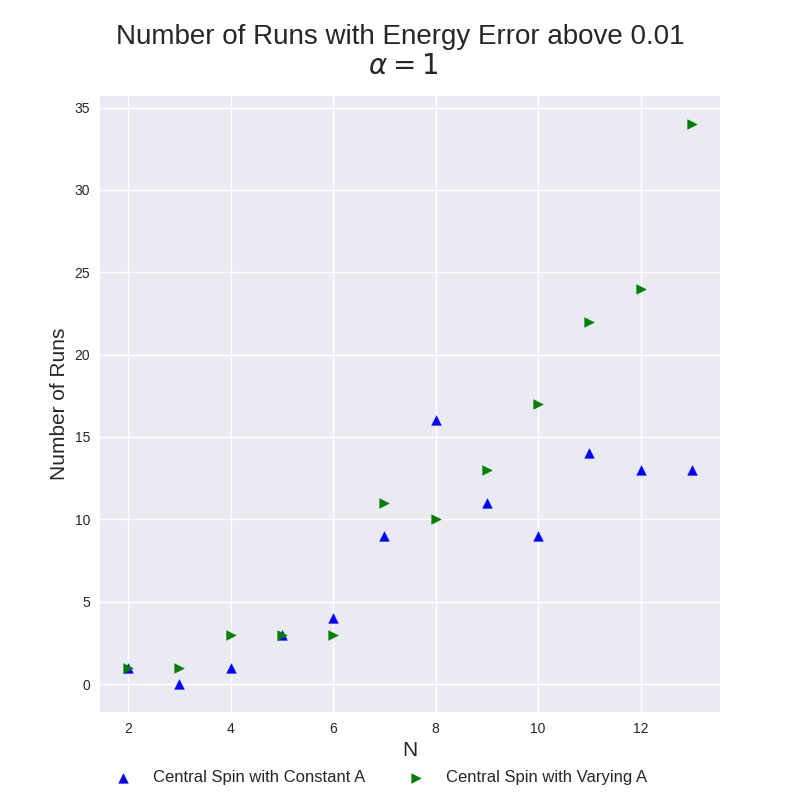 Number of Runs with Energy Error above 0.01
α = 1
35
30
25
20
15
10
5
0
Number of Runs
2 4 6 8 10 12
N
Central Spin with Constant A Central Spin with Varying A